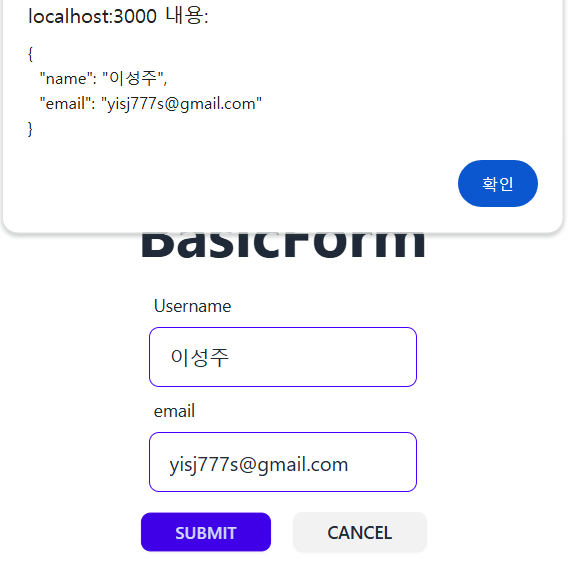 localhost:3000 내용:
{
"name": "이성주",
"email": "yisj777s@gmail.com"
}
확인
BasicForm
Username
이성주
email
yisj777s@gmail.com
SUBMIT CANCEL